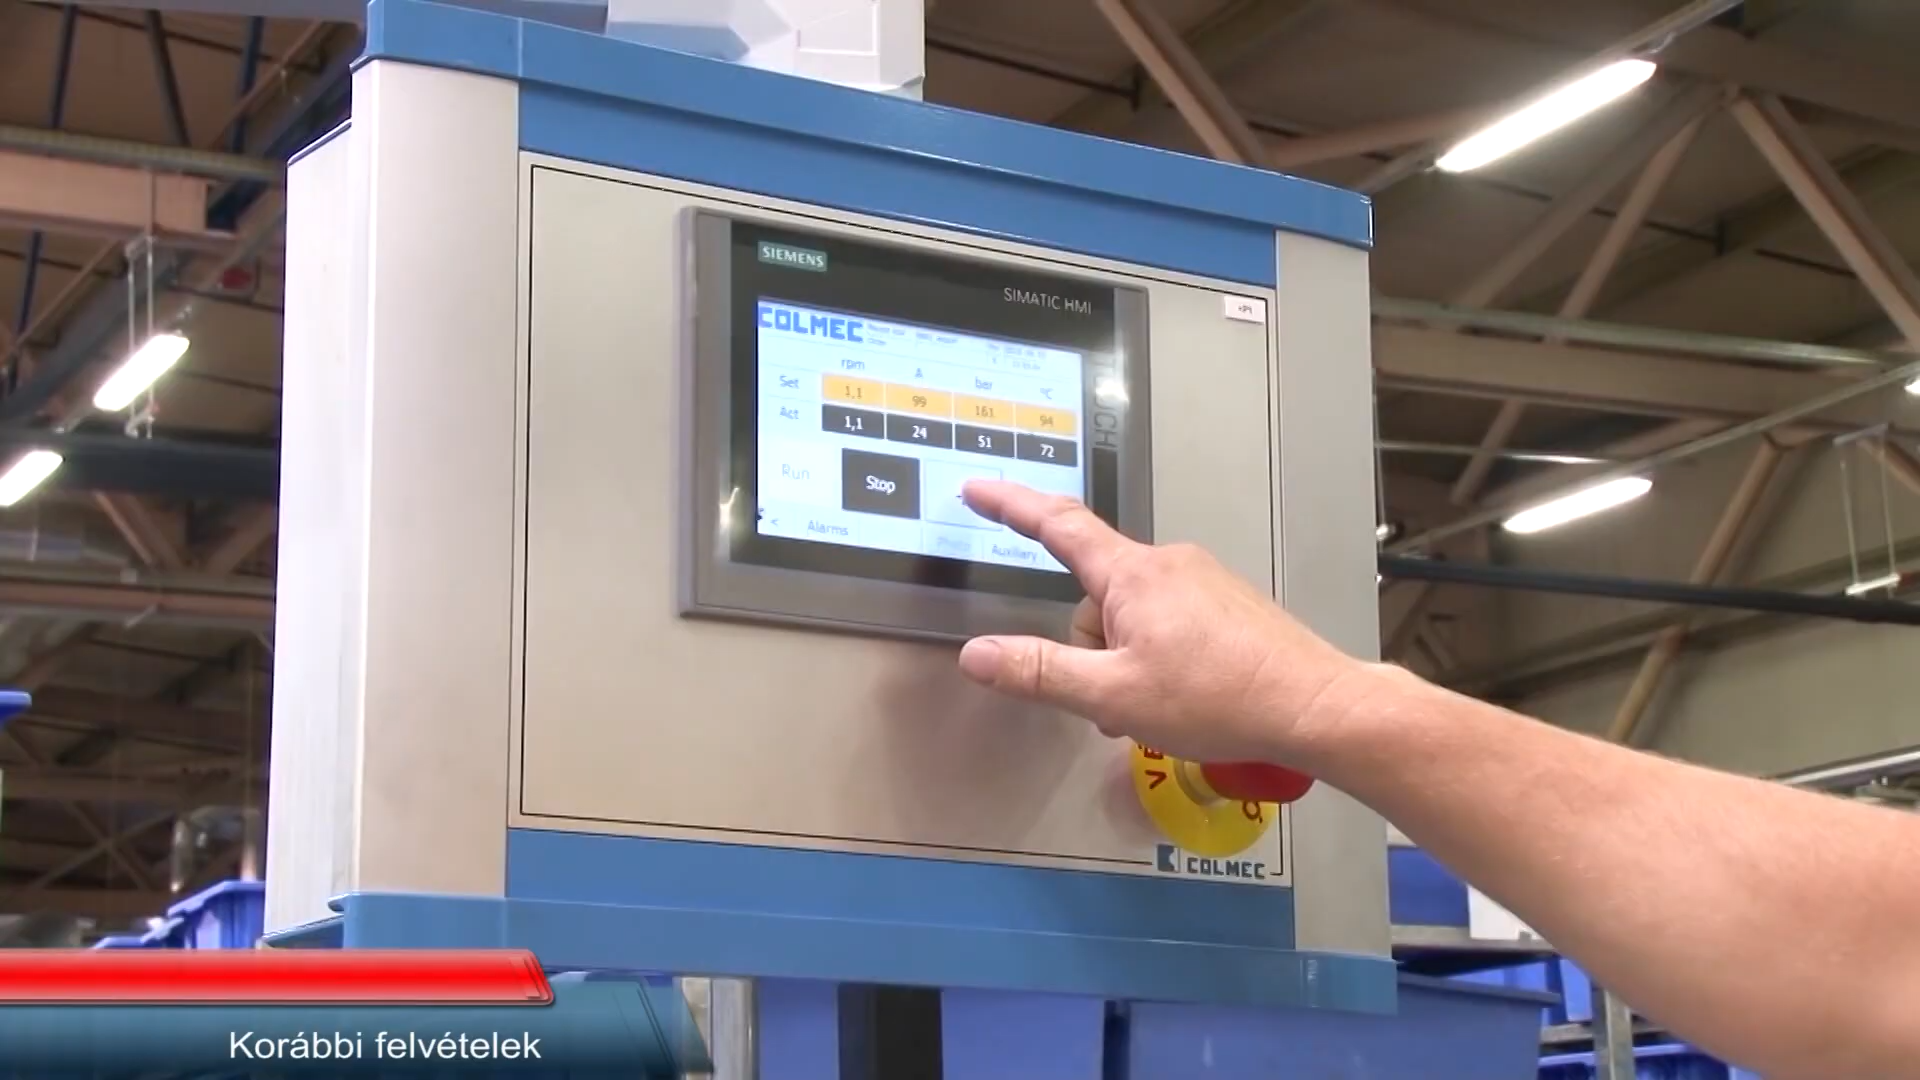 SIEMENS
SIMATIC HMI
TOUCH
COLMEC
rpm A bar °C
Set 1,1 99 161 94
Act 1,1 24 51 72
Run Stop
< Alarms Auxiliary
COLMEC
Korábbi felvételek